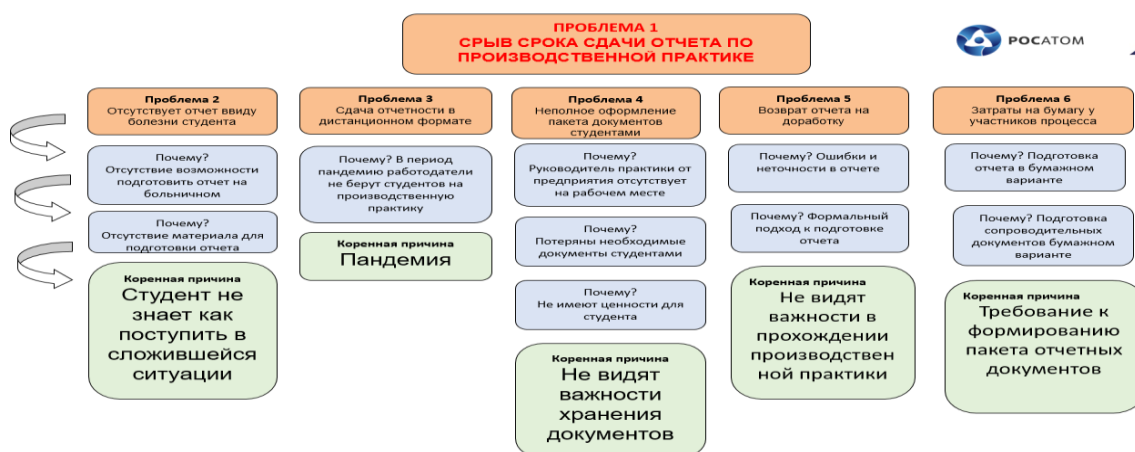 ПРОБЛЕМА 1
СРЫВ СРОКА СДАЧИ ОТЧЕТА ПО
ПРОИЗВОДСТВЕННОЙ ПРАКТИКЕ
РОСАТОМ
Проблема 2
Отсутствует отчет ввиду
болезни студента
Почему?
Отсутствие возможности
подготовить отчет на
больничном
Почему?
Отсутствие материала для
подготовки отчета
Коренная причина
Студент не
знает как
поступить в
сложившейся
ситуации
Проблема 3
Сдача отчетности в
дистанционном формате
Почему? В период
пандемию работодатели
не берут студентов на
производственную
практику
Коренная причина
Пандемия
Проблема 4
Неполное оформление
пакета документов
студентами
Почему?
Руководитель практики от
предприятия отсутствует
на рабочем месте
Почему?
Потеряны необходимые
документы студентами
Почему?
Не имеют ценности для
студента
Коренная причина
Не видят
важности
хранения
документов
Проблема 5
Возврат отчета на
доработку
Почему? Ошибки и
неточности в отчете
Почему? Формальный
подход к подготовке
отчета
Коренная причина
Не видят
важности в
прохождении
производствен
ной практики
Проблема 6
Затраты на бумагу у
участников процесса
Почему? Подготовка
отчета в бумажном
варианте
Почему? Подготовка
сопроводительных
документов бумажном
варианте
Коренная причина
Требование к
формированию
пакета отчетных
документов